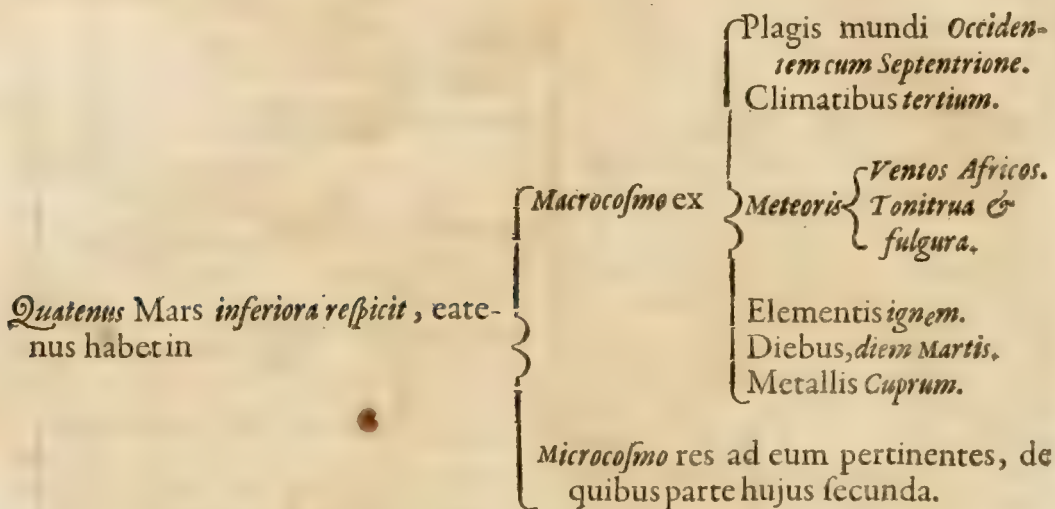 Quatenus Mars inferiora reſpicit, eate-
nus habet in
Macrocoſmo ex
Plagis mundi Occiden-
tem cum Septentrione.
Climatibus tertium.
Meteoris
Ventos Africos.
Tonitrua &
fulgura.
Elementis ignem.
Diebus, diem Martis.
Metallis Cuprum.
Microcoſmo res ad eum pertinentes, de
quibus parte hujus ſecunda.